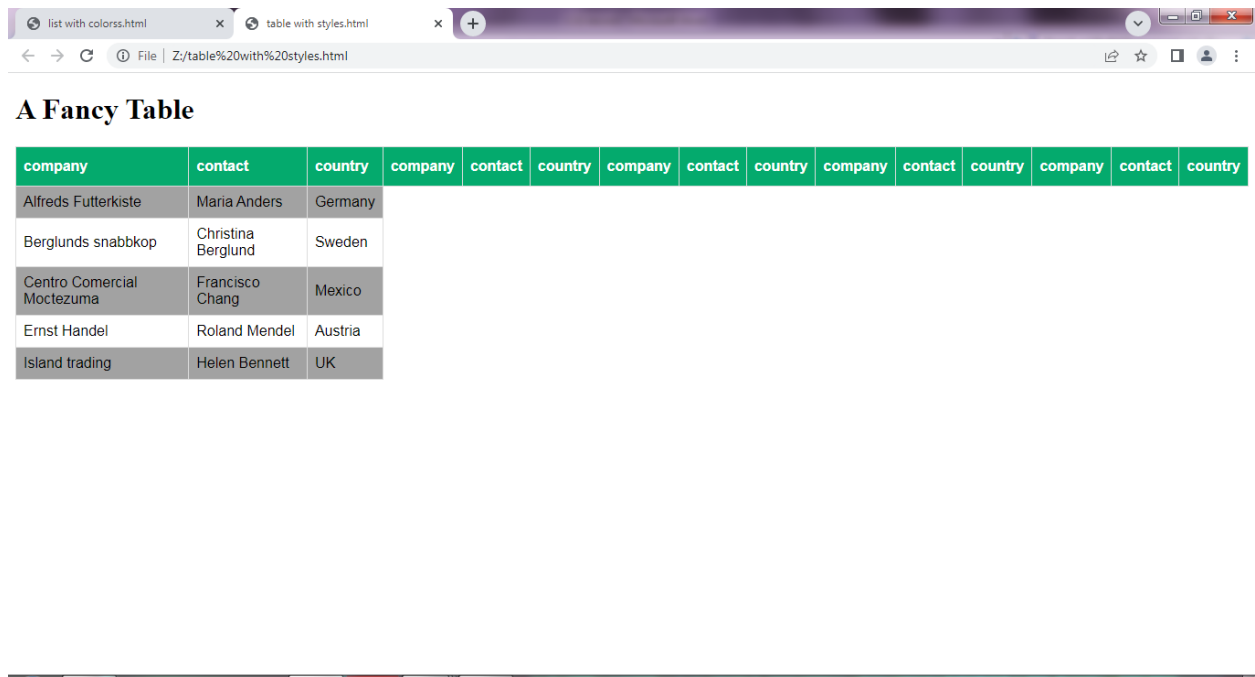 list with colorss.html
table with styles.html
File | Z:/table%20with%20styles.html
A Fancy Table
company contact country company contact country company contact country company contact country company contact country
Alfreds Futterkiste Maria Anders Germany
Berglunds snabbkop Christina Berglund Sweden
Centro Comercial Moctezuma Francisco Chang Mexico
Ernst Handel Roland Mendel Austria
Island trading Helen Bennett UK